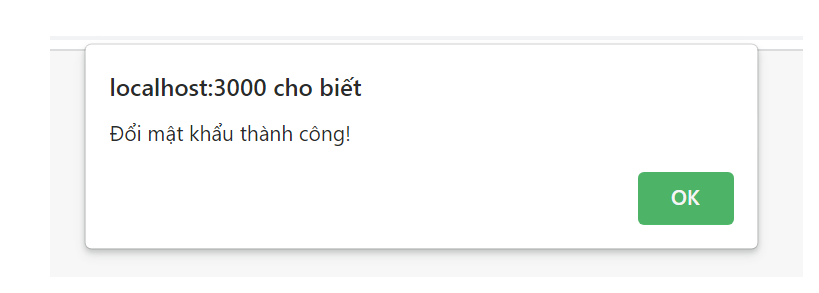 localhost:3000 cho biết
Đổi mật khẩu thành công!
OK